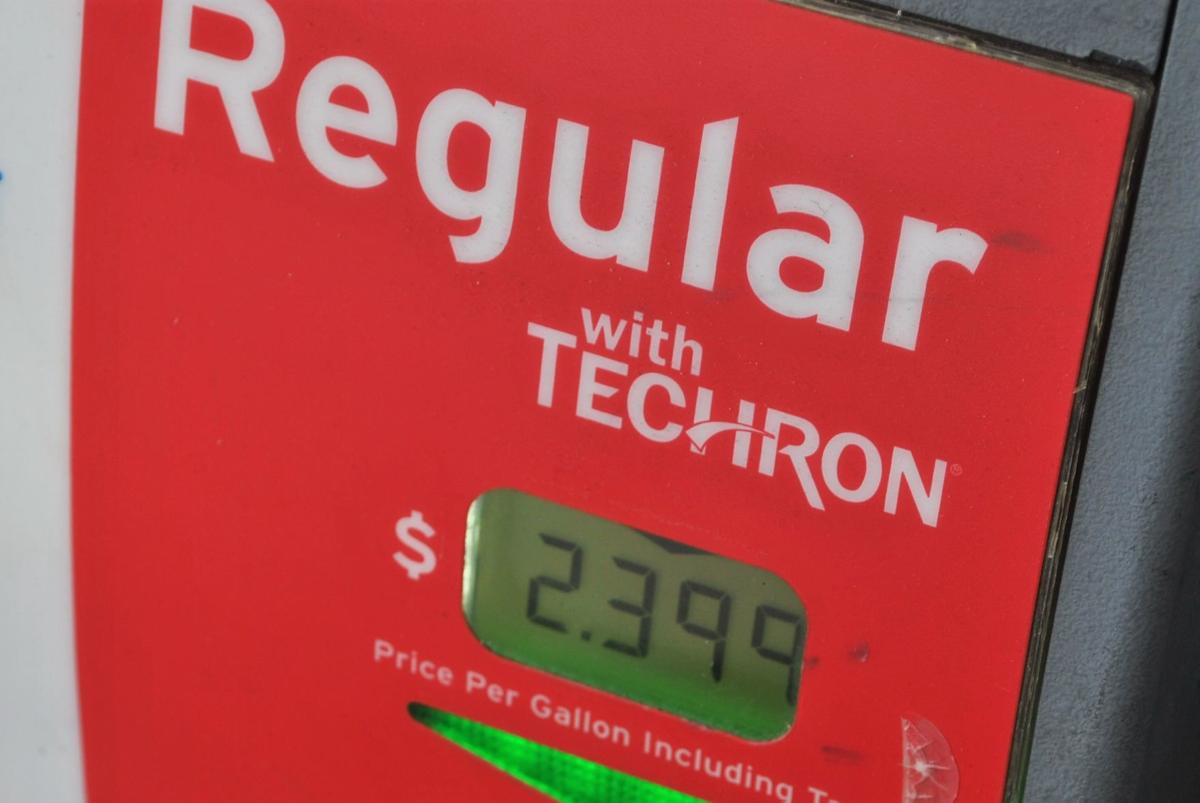 Regular
with
TECHRON®
$ 2.399
Price Per Gallon Including